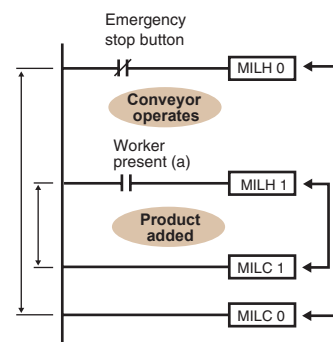 Emergency
stop button
MILH 0
Conveyor
operates
Worker
present (a)
MILH 1
Product
added
MILC 1
MILC 0